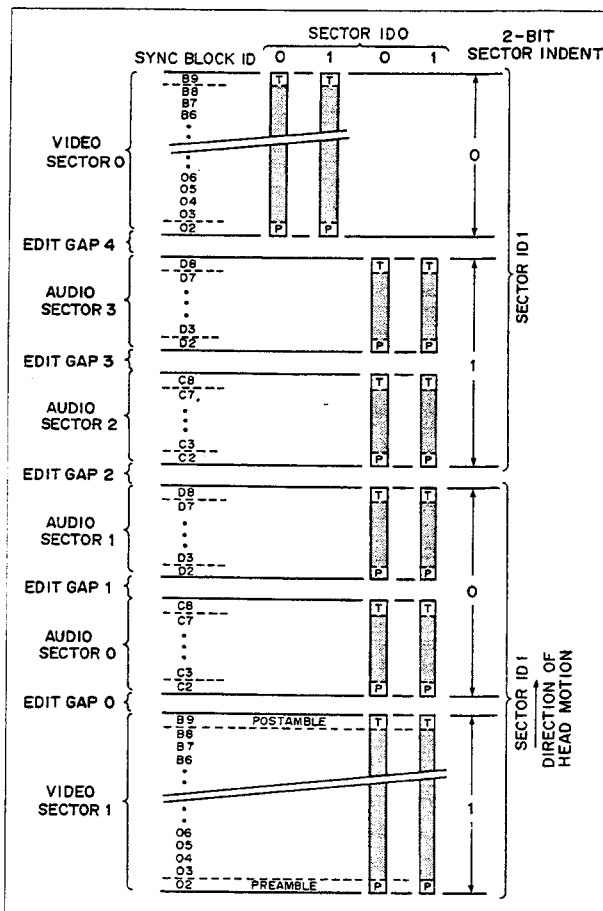 SECTOR ID0
2-BIT
SECTOR INDENT
SYNC BLOCK ID 0 1 0 1
B9 T T
B8
B7
B6
VIDEO
SECTOR 0
0
06
05
04
03
02 P P
EDIT GAP 4
SECTOR ID1
D8 T T
D7
AUDIO
SECTOR 3
D3
D2 P P
EDIT GAP 3
1
C8 T T
C7
AUDIO
SECTOR 2
C3
C2 P P
EDIT GAP 2
D8 T T
D7
AUDIO
SECTOR 1
D3
D2 P P
EDIT GAP 1
0
C8 T T
C7
AUDIO
SECTOR 0
C3
C2 P P
EDIT GAP 0
SECTOR ID1
DIRECTION OF
HEAD MOTION
B9 POSTAMBLE T T
B6
B7
B6
VIDEO
SECTOR 1
1
06
05
04
03
02 PREAMBLE P P